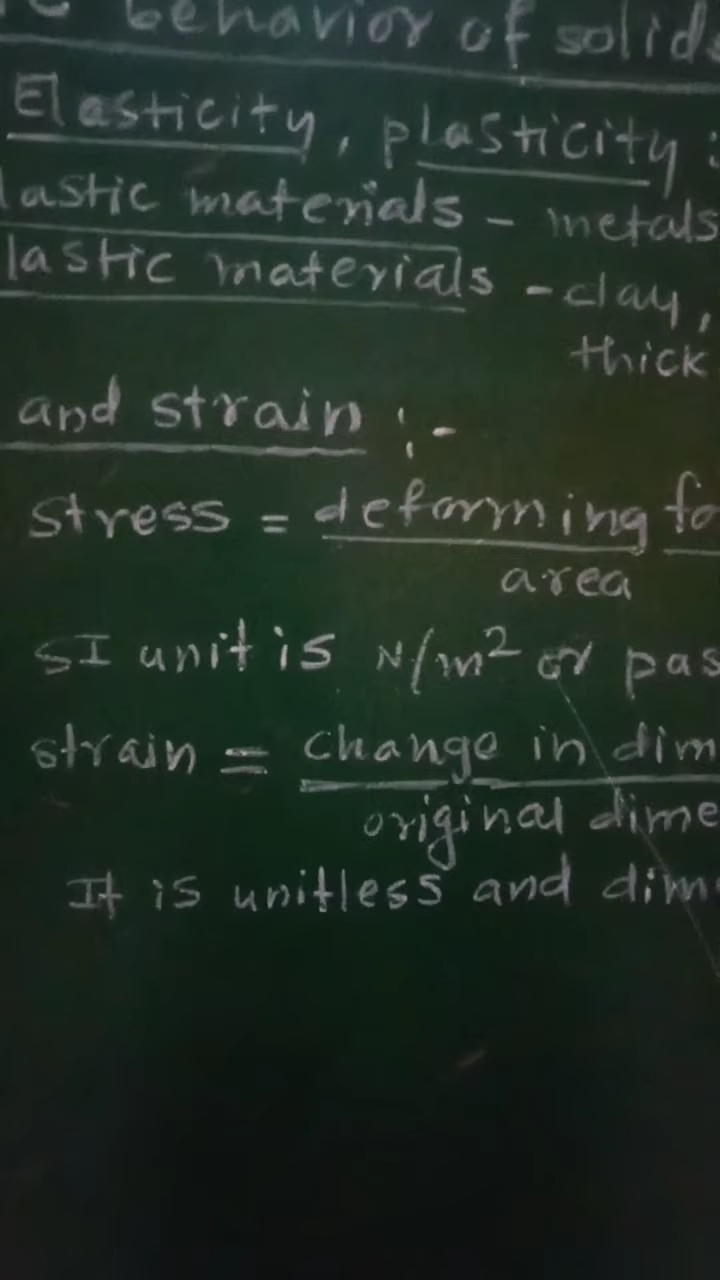 behavior of solids
Elasticity, plasticity :
lastic materials - metals
lastic materials - clay,
thick
and strain :-
stress = deforming fo
area
SI unit is N/m² or pas
strain = change in dim
original dime
It is unitless and dim